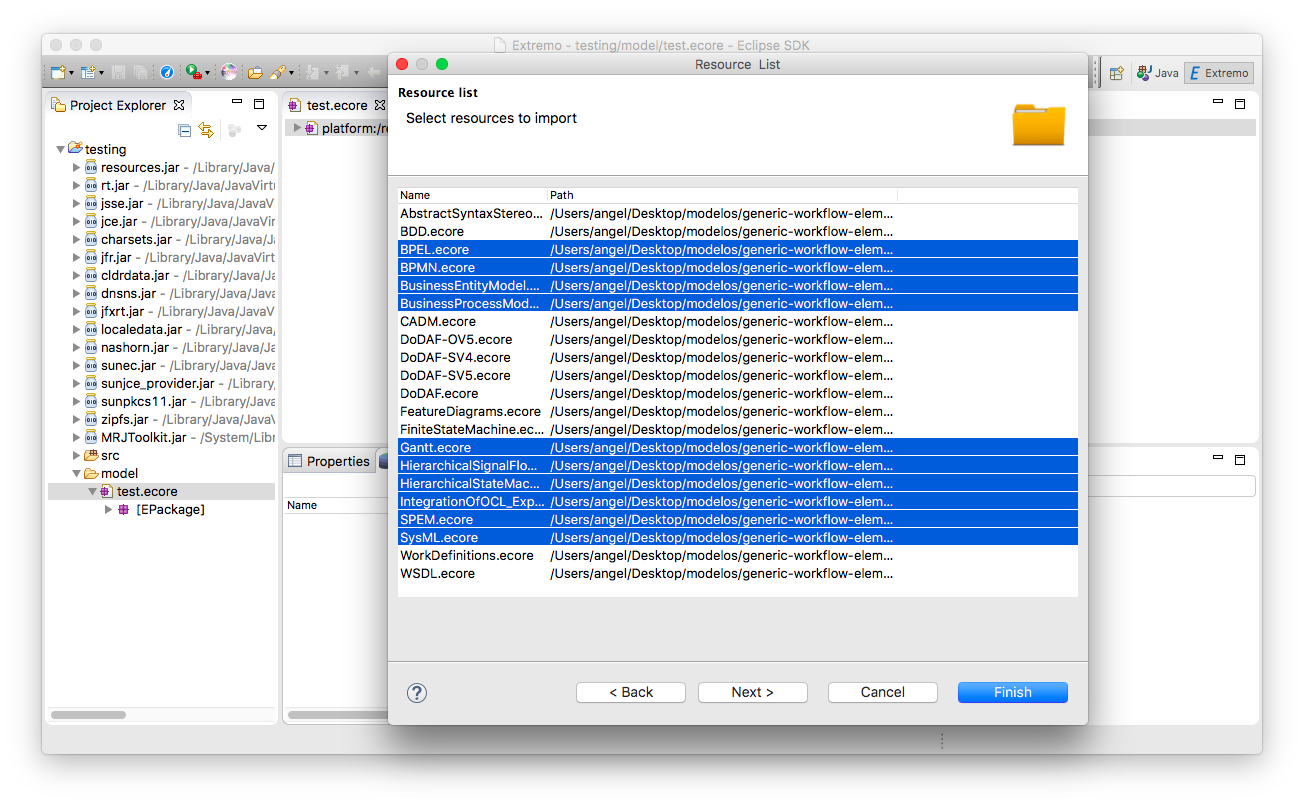 Extremo - testing/model/test.ecore - Eclipse SDK
Resource List
Java
Extremo
Project Explorer
testing
resources.jar - /Library/Java/
rt.jar - /Library/Java/JavaVirtu
jsse.jar - /Library/Java/JavaV
jce.jar - /Library/Java/JavaVir
charsets.jar - /Library/Java/J
jfr.jar - /Library/Java/JavaVirt
cldrdata.jar - /Library/Java/Ja
dnsns.jar - /Library/Java/Java
jfxrt.jar - /Library/Java/JavaV
localedata.jar - /Library/Java
nashorn.jar - /Library/Java/Ja
sunec.jar - /Library/Java/Java
sunjce_provider.jar - /Library,
sunpkcs11.jar - /Library/Java
zipfs.jar - /Library/Java/JavaV
MRJToolkit.jar - /System/Libr
src
model
test.ecore
[EPackage]
test.ecore
platform:/re
Properties
Name
Resource list
Select resources to import
Name Path
AbstractSyntaxStereo... /Users/angel/Desktop/modelos/generic-workflow-elem...
BDD.ecore /Users/angel/Desktop/modelos/generic-workflow-elem...
BPEL.ecore /Users/angel/Desktop/modelos/generic-workflow-elem...
BPMN.ecore /Users/angel/Desktop/modelos/generic-workflow-elem...
BusinessEntityModel.... /Users/angel/Desktop/modelos/generic-workflow-elem...
BusinessProcessMod... /Users/angel/Desktop/modelos/generic-workflow-elem...
CADM.ecore /Users/angel/Desktop/modelos/generic-workflow-elem...
DoDAF-OV5.ecore /Users/angel/Desktop/modelos/generic-workflow-elem...
DoDAF-SV4.ecore /Users/angel/Desktop/modelos/generic-workflow-elem...
DoDAF-SV5.ecore /Users/angel/Desktop/modelos/generic-workflow-elem...
DoDAF.ecore /Users/angel/Desktop/modelos/generic-workflow-elem...
FeatureDiagrams.ecore /Users/angel/Desktop/modelos/generic-workflow-elem...
FiniteStateMachine.ec... /Users/angel/Desktop/modelos/generic-workflow-elem...
Gantt.ecore /Users/angel/Desktop/modelos/generic-workflow-elem...
HierarchicalSignalFlo... /Users/angel/Desktop/modelos/generic-workflow-elem...
HierarchicalStateMac... /Users/angel/Desktop/modelos/generic-workflow-elem...
IntegrationOfOCL_Exp... /Users/angel/Desktop/modelos/generic-workflow-elem...
SPEM.ecore /Users/angel/Desktop/modelos/generic-workflow-elem...
SysML.ecore /Users/angel/Desktop/modelos/generic-workflow-elem...
WorkDefinitions.ecore /Users/angel/Desktop/modelos/generic-workflow-elem...
WSDL.ecore /Users/angel/Desktop/modelos/generic-workflow-elem...
? < Back Next > Cancel Finish